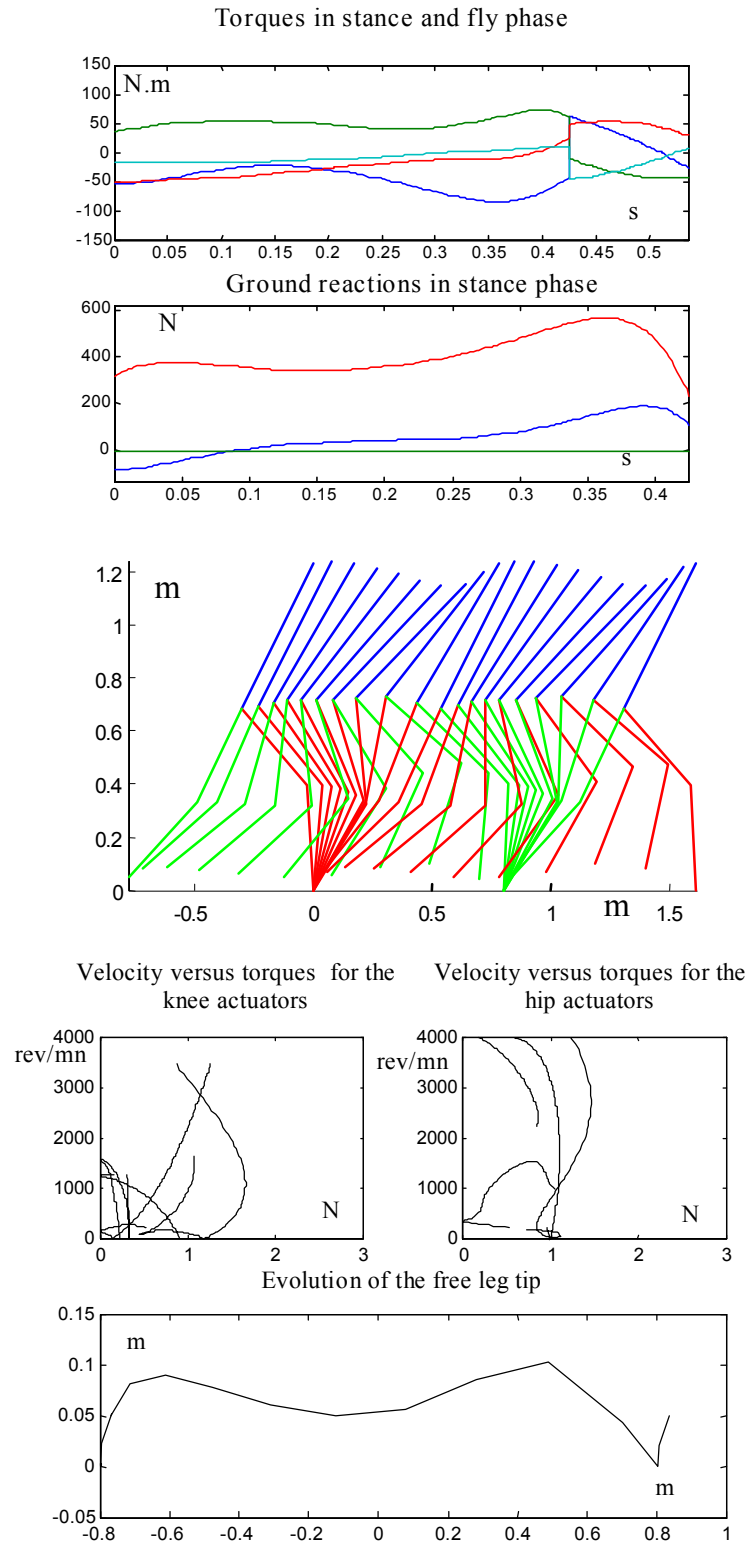 Torques in stance and fly phase
150
N.m
100
50
0
-50
-100
s
-150
0 0.05 0.1 0.15 0.2 0.25 0.3 0.35 0.4 0.45 0.5
Ground reactions in stance phase
600
N
400
200
0
s
0 0.05 0.1 0.15 0.2 0.25 0.3 0.35 0.4
1.2
m
1
0.8
0.6
0.4
0.2
0
-0.5 0 0.5 1 m 1.5
Velocity versus torques for the
knee actuators
4000
rev/mn
3000
2000
1000
N
0
0 1 2 3
Velocity versus torques for the
hip actuators
4000
rev/mn
3000
2000
1000
N
0
0 1 2 3
Evolution of the free leg tip
0.15
m
0.1
0.05
0
m
-0.05
-0.8 -0.6 -0.4 -0.2 0 0.2 0.4 0.6 0.8 1